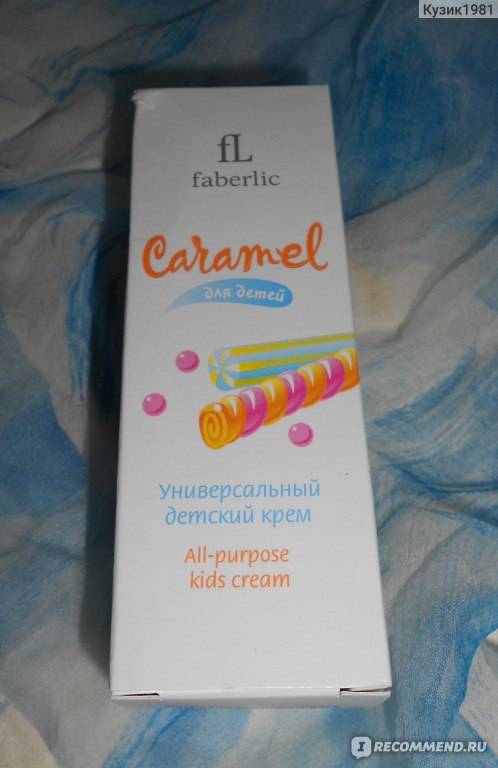 Кузик1981
fL
faberlic
Caramel
для детей
Универсальный
детский крем
All-purpose
kids cream
I RECOMMEND.RU